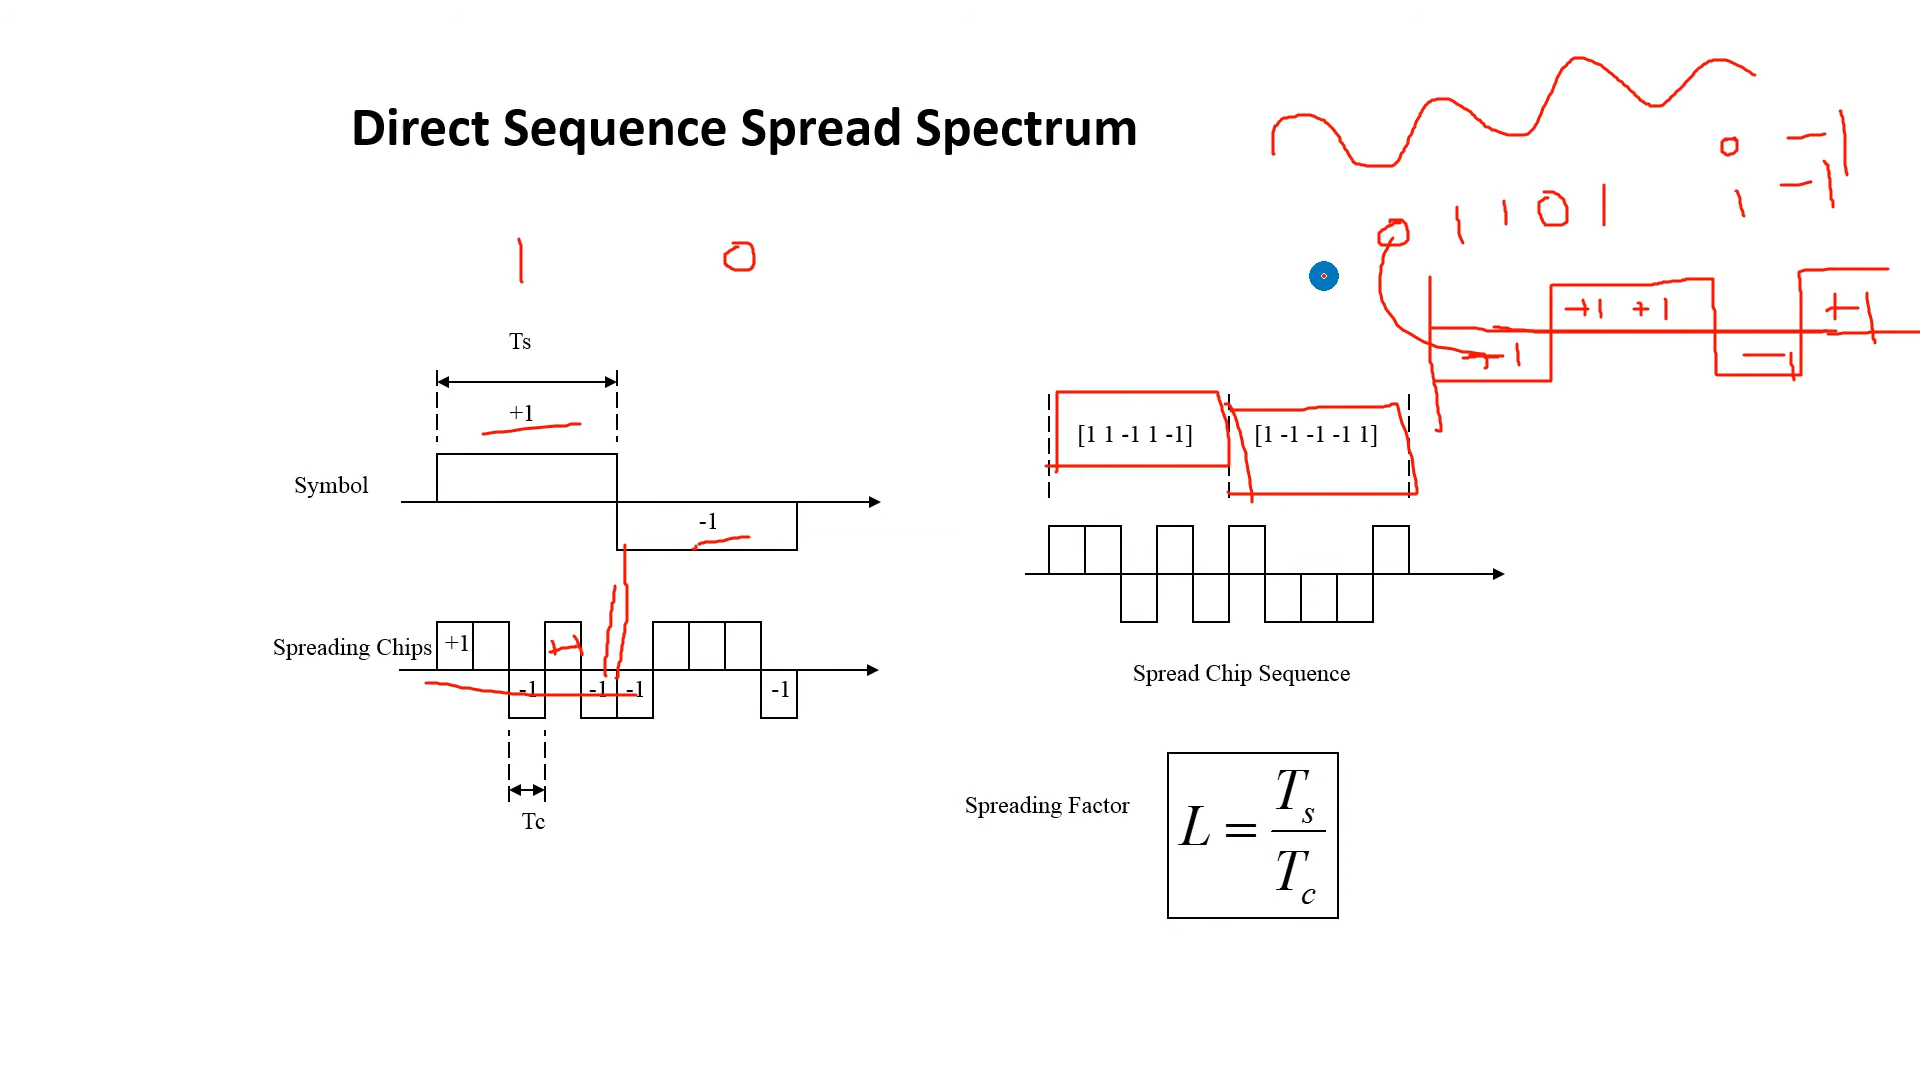 Direct Sequence Spread Spectrum
0 -1
1 -1
0 1 1 0 1
1 0
+1 +1 +1
-1
Ts
+1
[1 1 -1 1 -1] [1 -1 -1 -1 1]
Symbol
-1
Spreading Chips +1 +1
-1 -1 -1 -1
Spread Chip Sequence
Tc
Spreading Factor
L = Ts / Tc